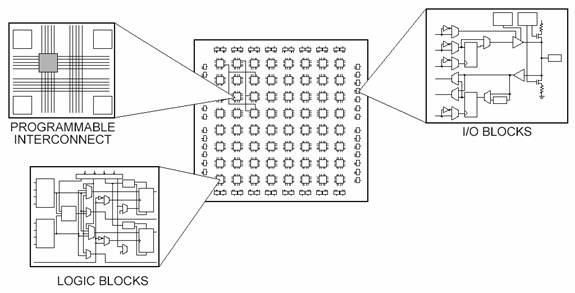 PROGRAMMABLE
INTERCONNECT
I/O BLOCKS
LOGIC BLOCKS